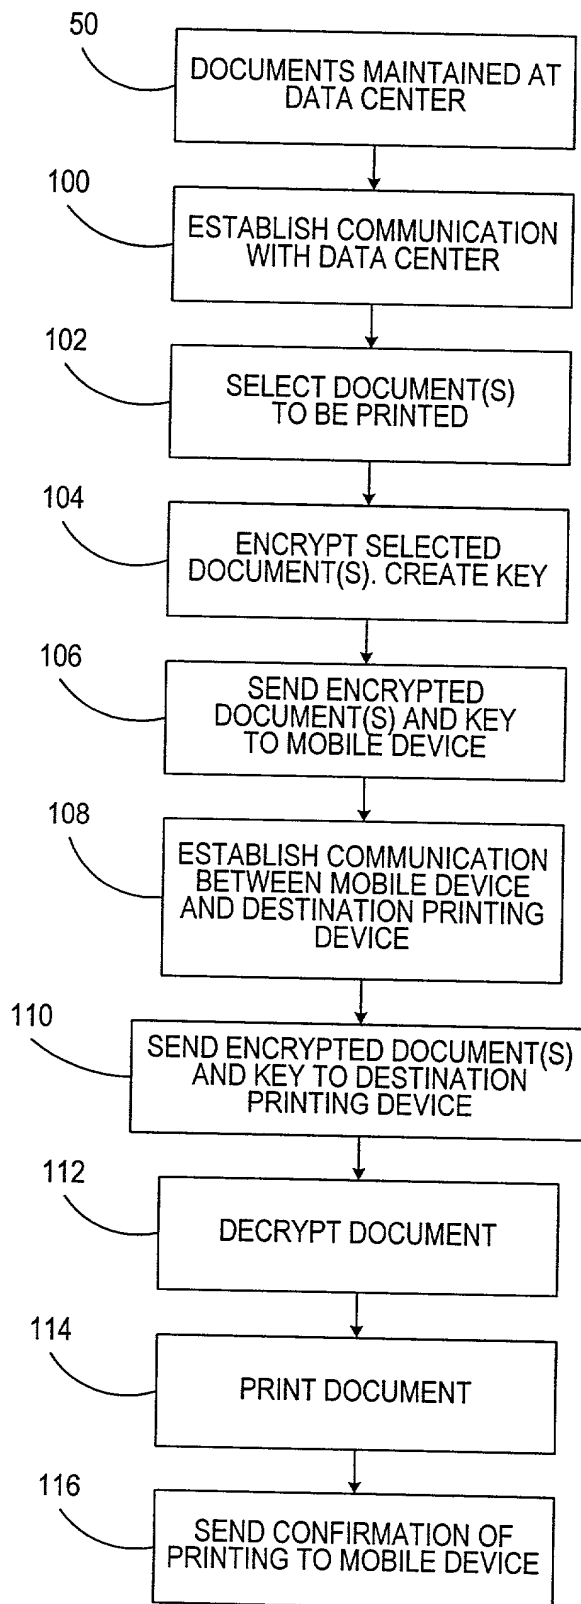 50
DOCUMENTS MAINTAINED AT
DATA CENTER
100
ESTABLISH COMMUNICATION
WITH DATA CENTER
102
SELECT DOCUMENT(S)
TO BE PRINTED
104
ENCRYPT SELECTED
DOCUMENT(S). CREATE KEY
106
SEND ENCRYPTED
DOCUMENT(S) AND KEY
TO MOBILE DEVICE
108
ESTABLISH COMMUNICATION
BETWEEN MOBILE DEVICE
AND DESTINATION PRINTING
DEVICE
110
SEND ENCRYPTED DOCUMENT(S)
AND KEY TO DESTINATION
PRINTING DEVICE
112
DECRYPT DOCUMENT
114
PRINT DOCUMENT
116
SEND CONFIRMATION OF
PRINTING TO MOBILE DEVICE